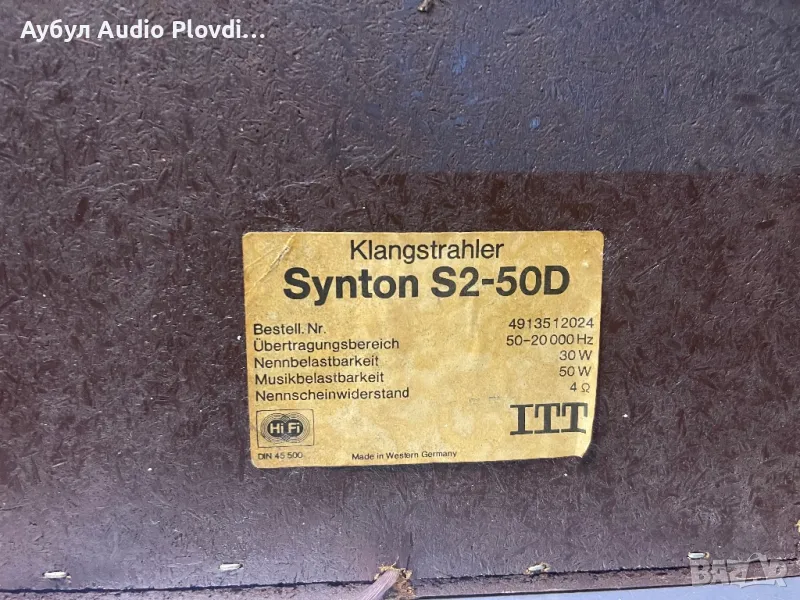 Аубул Audio Plovdi...
Klangstrahler
Synton S2-50D
Bestell. Nr. 4913512024
Übertragungsbereich 50-20 000 Hz
Nennbelastbarkeit 30 W
Musikbelastbarkeit 50 W
Nennscheinwiderstand 4 Ω
Hi Fi
ITT
DIN 45 500 Made in Western Germany
BAZAR